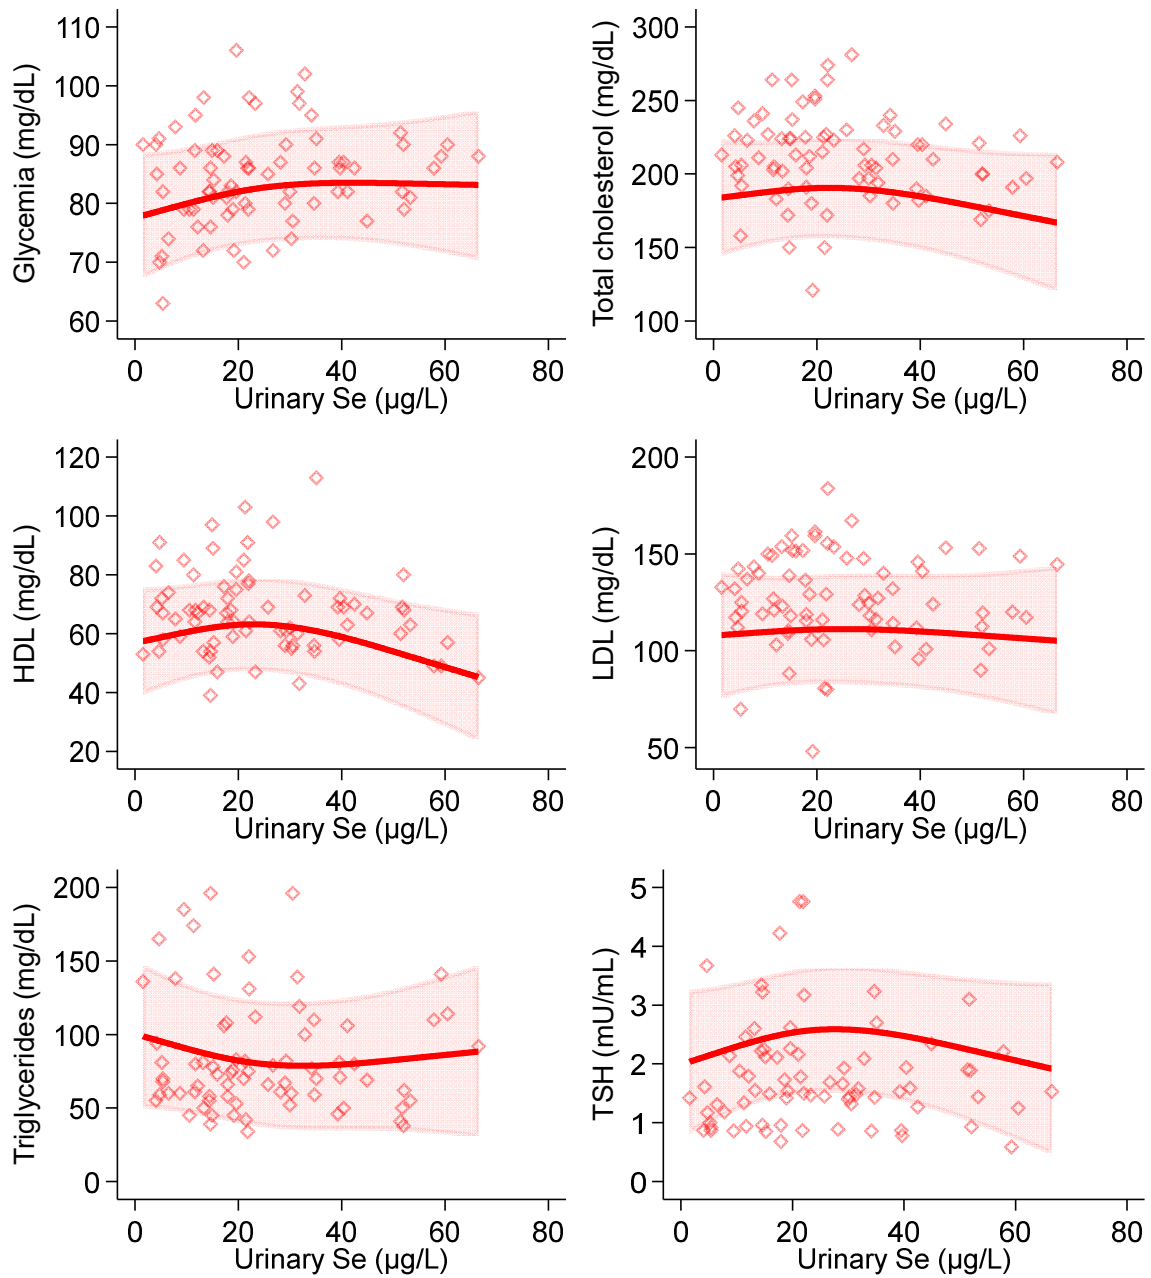 Glycemia (mg/dL)
110
100
90
80
70
60
0 20 40 60 80
Urinary Se (µg/L)
Total cholesterol (mg/dL)
300
250
200
150
100
0 20 40 60 80
Urinary Se (µg/L)
HDL (mg/dL)
120
100
80
60
40
20
0 20 40 60 80
Urinary Se (µg/L)
LDL (mg/dL)
200
150
100
50
0 20 40 60 80
Urinary Se (µg/L)
Triglycerides (mg/dL)
200
150
100
50
0
0 20 40 60 80
Urinary Se (µg/L)
TSH (mU/mL)
5
4
3
2
1
0
0 20 40 60 80
Urinary Se (µg/L)